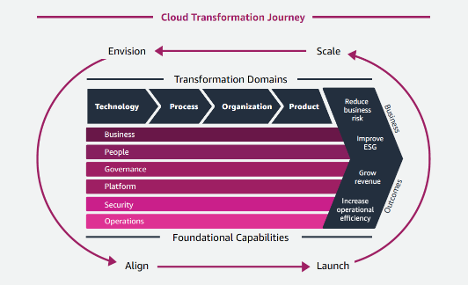 Cloud Transformation Journey
Envision
Scale
Transformation Domains
Technology
Process
Organization
Product
Reduce
business
risk
Improve
ESG
Grow
revenue
Increase
operational
efficiency
Business
Outcomes
Business
People
Governance
Platform
Security
Operations
Foundational Capabilities
Align
Launch